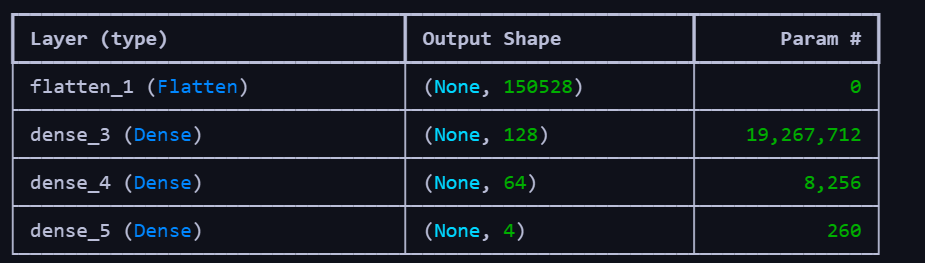 Layer (type) Output Shape Param #
flatten_1 (Flatten) (None, 150528) 0
dense_3 (Dense) (None, 128) 19,267,712
dense_4 (Dense) (None, 64) 8,256
dense_5 (Dense) (None, 4) 260